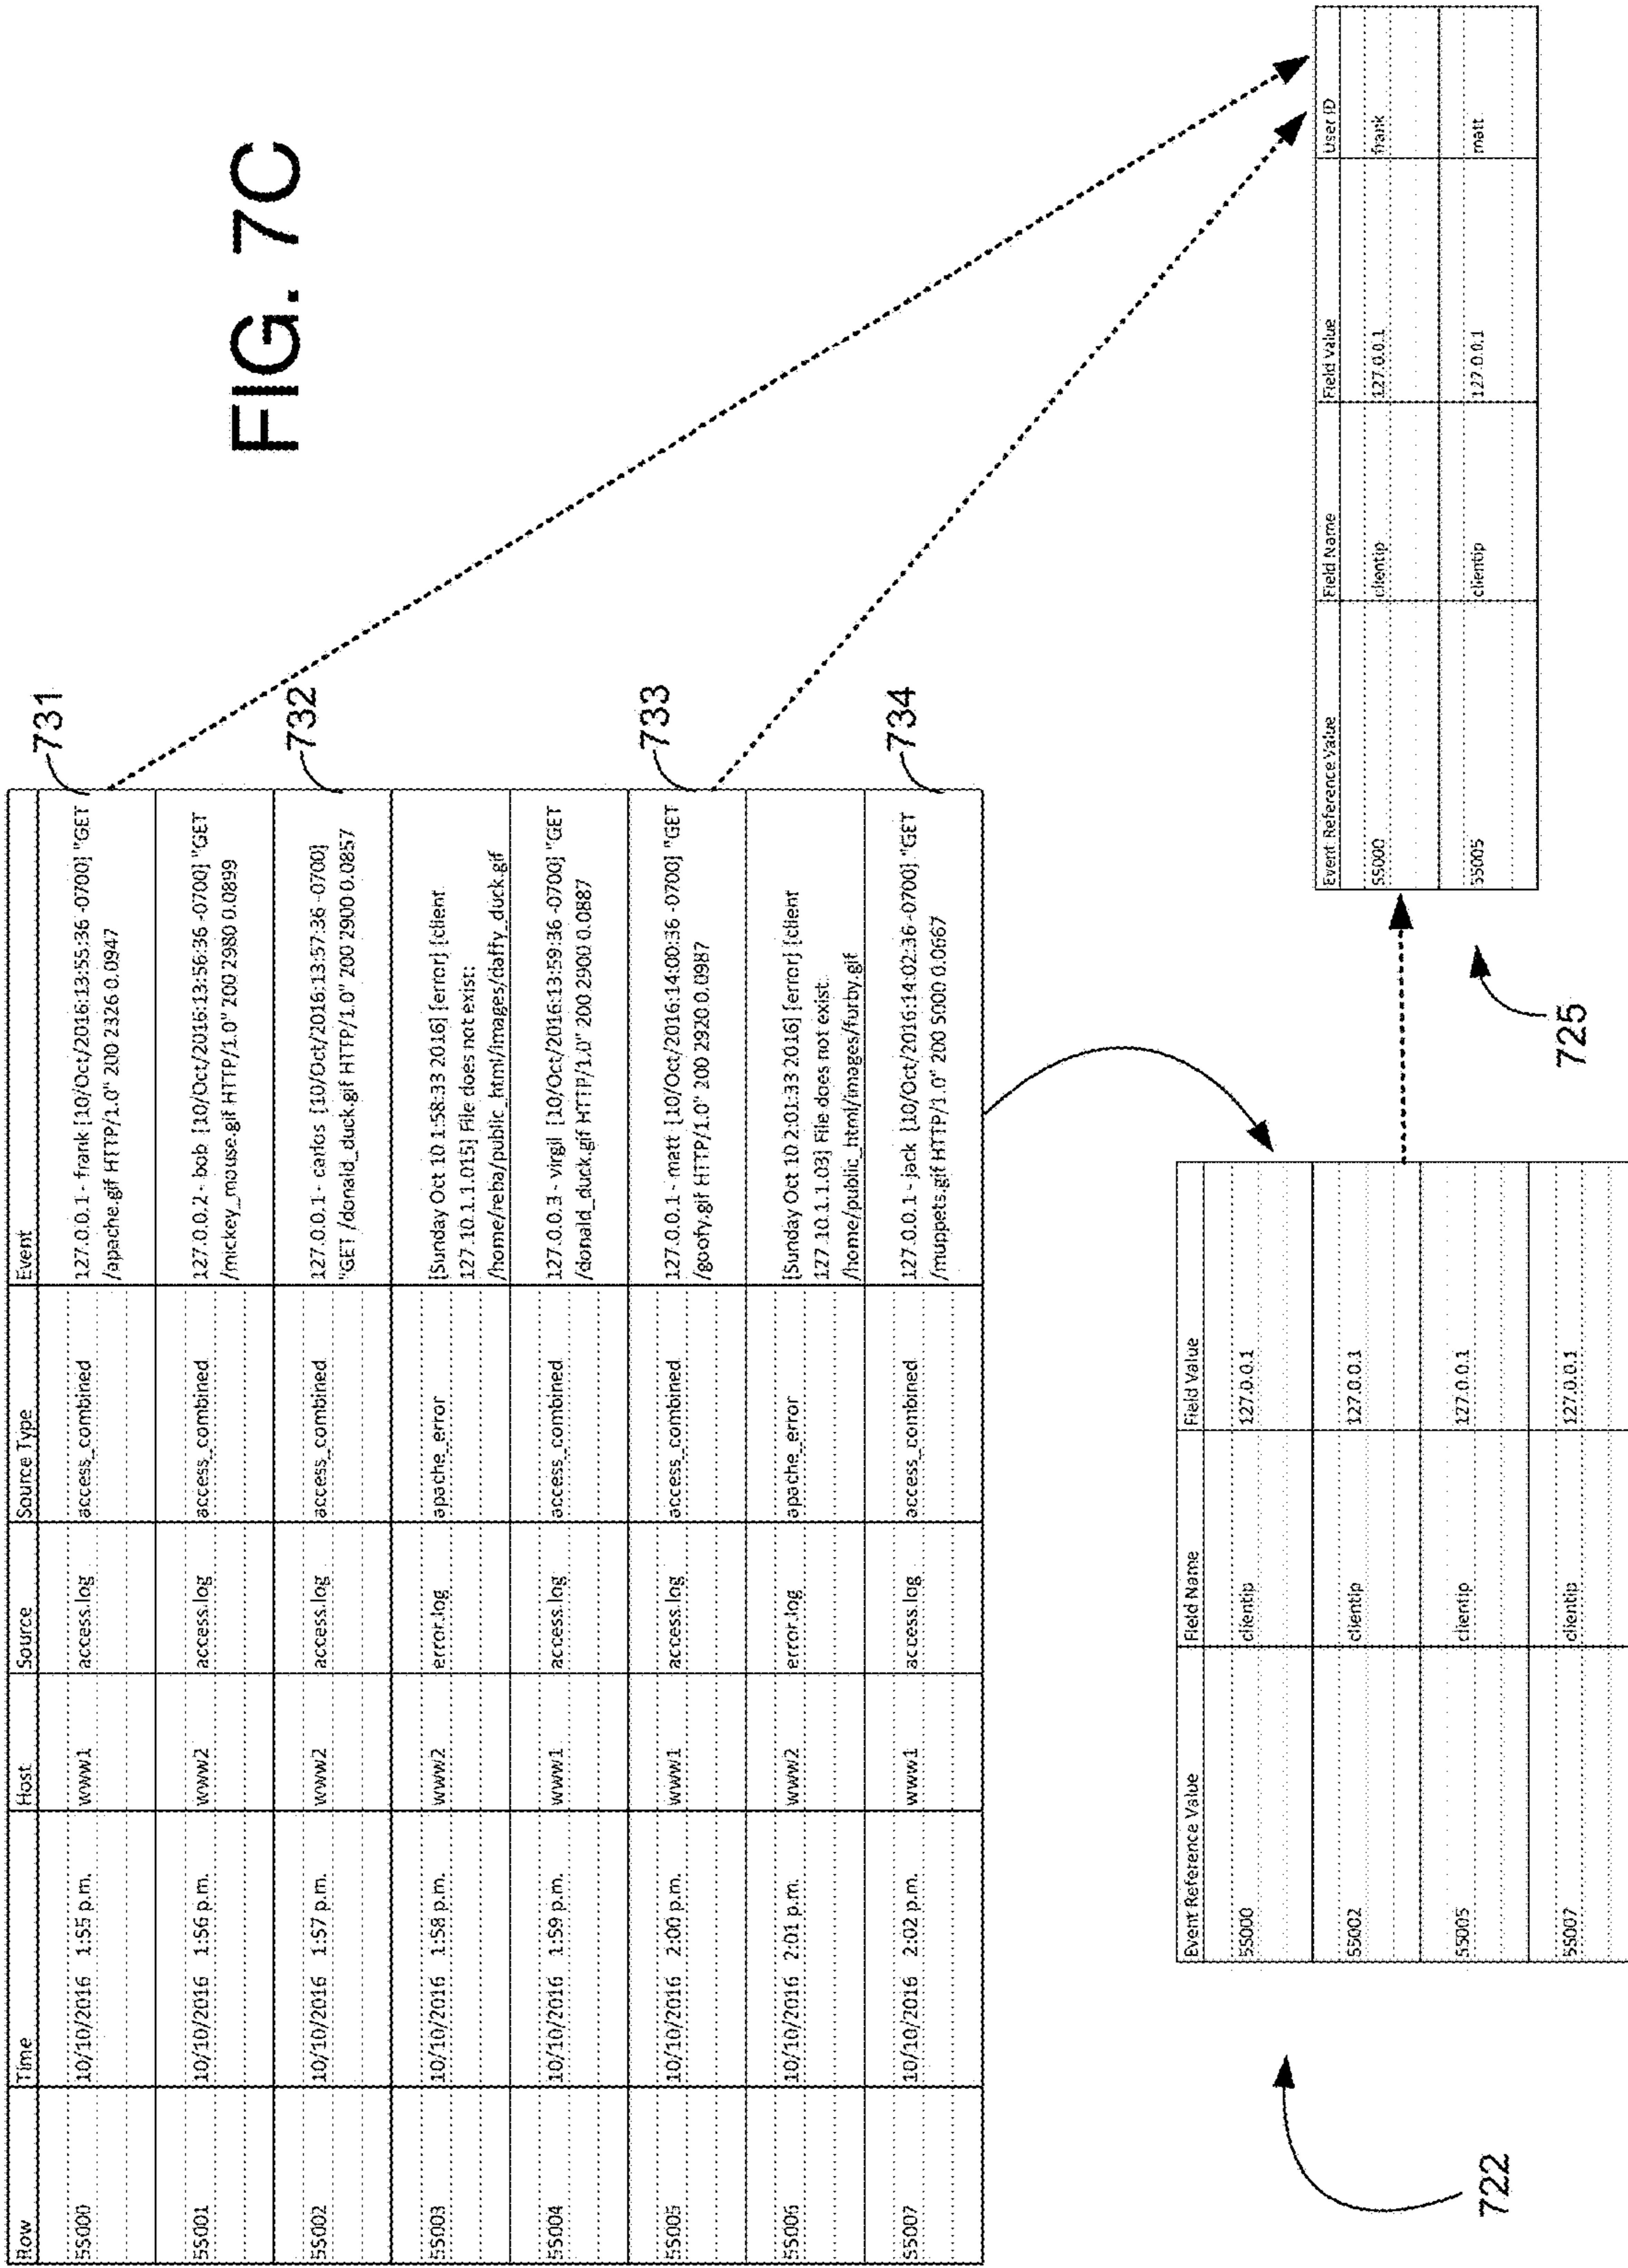 FIG. 7C
Row Time Host Source Source Type Event
55000 10/10/2016 1:55 p.m. www1 access.log access_combined 127.0.0.1 - frank [10/Oct/2016:13:55:36 -0700] "GET
/apache.gif HTTP/1.0" 200 2326 0.0947
731
55001 10/10/2016 1:56 p.m. www2 access.log access_combined 127.0.0.2 - bob [10/Oct/2016:13:56:36 -0700] "GET
/mickey_mouse.gif HTTP/1.0" 200 2980 0.0899
55002 10/10/2016 1:57 p.m. www2 access.log access_combined 127.0.0.1 - carlos [10/Oct/2016:13:57:36 -0700]
"GET /donald_duck.gif HTTP/1.0" 200 2900 0.0857
732
55003 10/10/2016 1:58 p.m. www2 error.log apache_error [Sunday Oct 10 1:58:33 2016] [error] [client
127.10.1.1.015] File does not exist:
/home/reba/public_html/images/daffy_duck.gif
55004 10/10/2016 1:59 p.m. www1 access.log access_combined 127.0.0.3 - virgil [10/Oct/2016:13:59:36 -0700] "GET
/donald_duck.gif HTTP/1.0" 200 2900 0.0887
55005 10/10/2016 2:00 p.m. www1 access.log access_combined 127.0.0.1 - matt [10/Oct/2016:14:00:36 -0700] "GET
/goofy.gif HTTP/1.0" 200 2920 0.0987
733
55006 10/10/2016 2:01 p.m. www2 error.log apache_error [Sunday Oct 10 2:01:33 2016] [error] [client
127.10.1.1.03] File does not exist:
/home/public_html/images/furby.gif
55007 10/10/2016 2:02 p.m. www1 access.log access_combined 127.0.0.1 - jack [10/Oct/2016:14:02:36 -0700] "GET
/muppets.gif HTTP/1.0" 200 5000 0.0667
734
722
Event Reference Value Field Name Field Value
55000 clientip 127.0.0.1
55002 clientip 127.0.0.1
55005 clientip 127.0.0.1
55007 clientip 127.0.0.1
725
Event Reference Value Field Name Field Value User ID
55000 clientip 127.0.0.1 frank
55005 clientip 127.0.0.1 matt